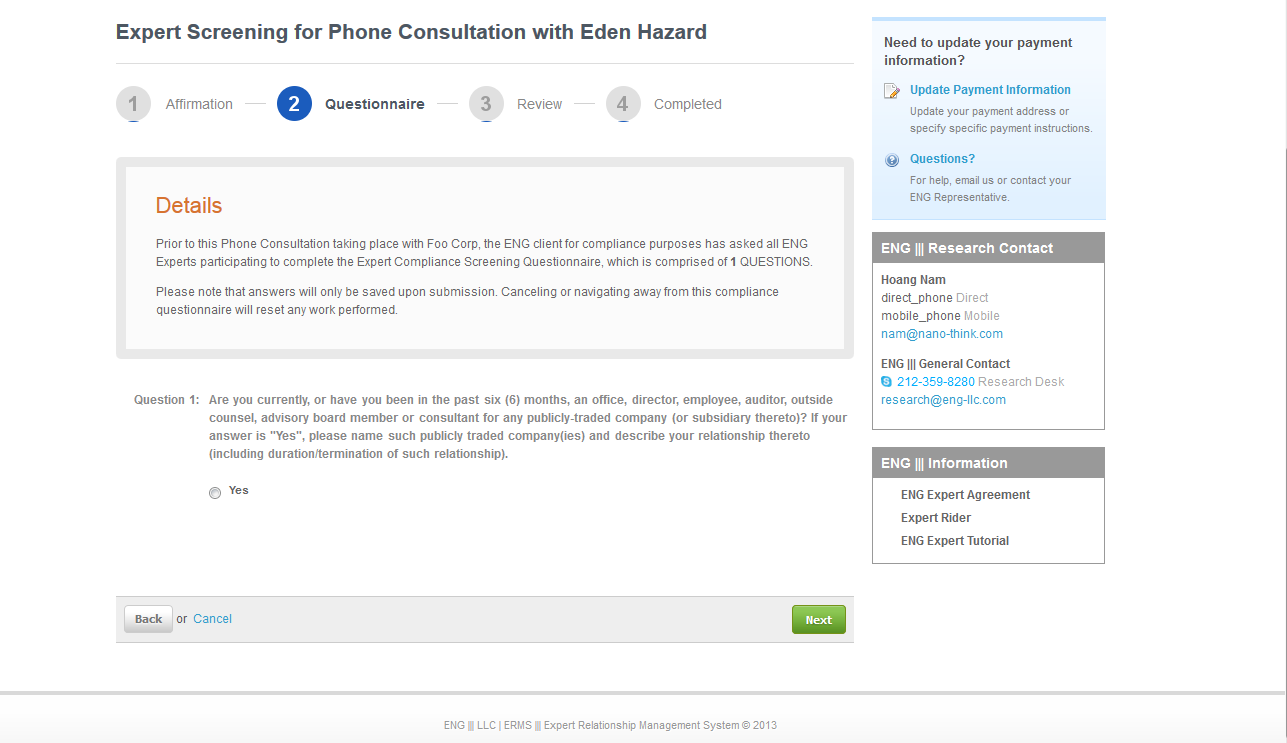 Expert Screening for Phone Consultation with Eden Hazard
1 Affirmation 2 Questionnaire 3 Review 4 Completed
Details
Prior to this Phone Consultation taking place with Foo Corp, the ENG client for compliance purposes has asked all ENG
Experts participating to complete the Expert Compliance Screening Questionnaire, which is comprised of 1 QUESTIONS.
Please note that answers will only be saved upon submission. Canceling or navigating away from this compliance
questionnaire will reset any work performed.
Question 1: Are you currently, or have you been in the past six (6) months, an office, director, employee, auditor, outside
counsel, advisory board member or consultant for any publicly-traded company (or subsidiary thereto)? If your
answer is "Yes", please name such publicly traded company(ies) and describe your relationship thereto
(including duration/termination of such relationship).
Yes
Back or Cancel
Next
Need to update your payment
information?
Update Payment Information
Update your payment address or
specify specific payment instructions.
Questions?
For help, email us or contact your
ENG Representative.
ENG ||| Research Contact
Hoang Nam
direct_phone Direct
mobile_phone Mobile
nam@nano-think.com
ENG ||| General Contact
212-359-8280 Research Desk
research@eng-llc.com
ENG ||| Information
ENG Expert Agreement
Expert Rider
ENG Expert Tutorial
ENG LLC | ERMS Expert Relationship Management System © 2013